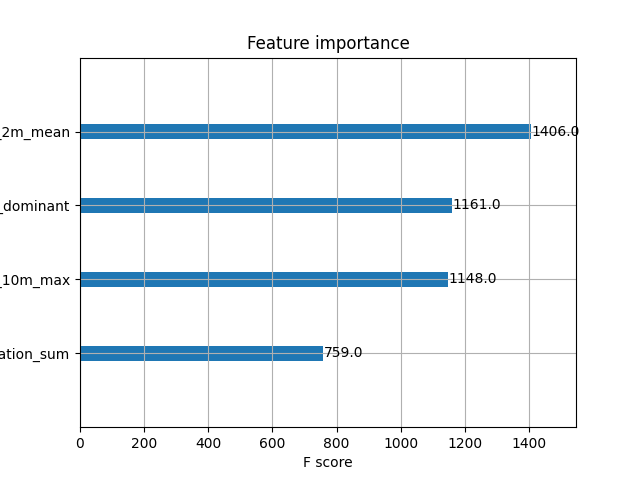 Feature importance
_2m_mean
1406.0
_dominant
1161.0
_10m_max
1148.0
ation_sum
759.0
0 200 400 600 800 1000 1200 1400
F score